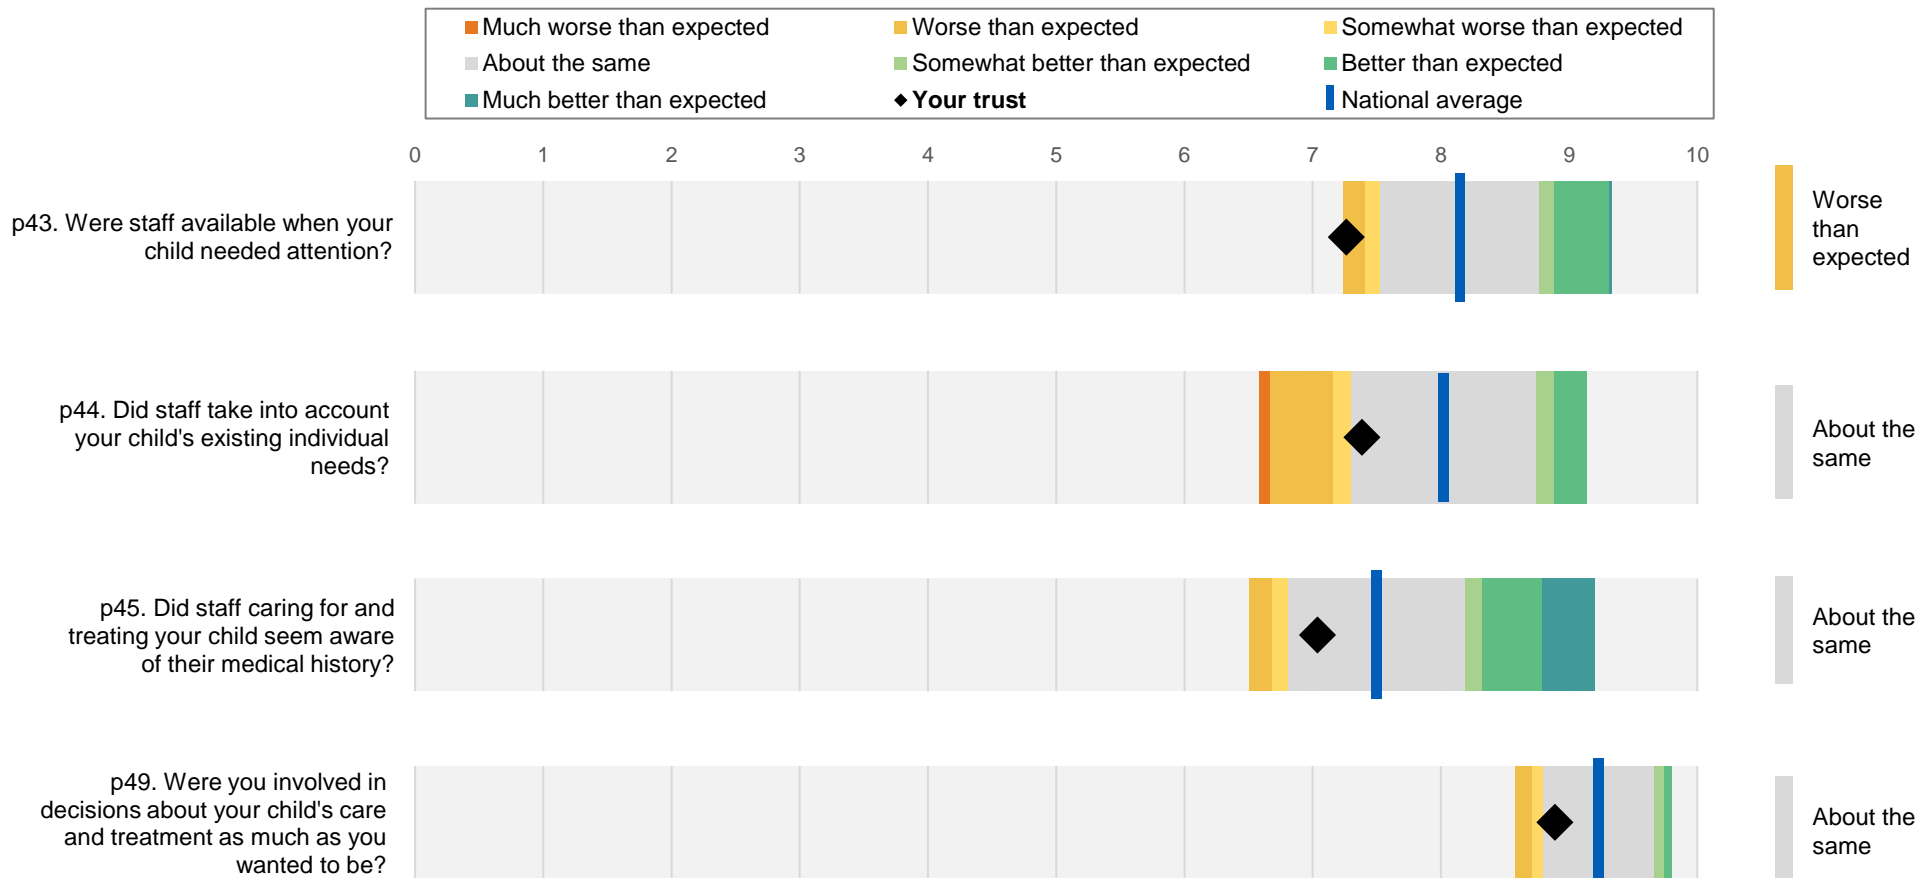 Much worse than expected
Worse than expected
Somewhat worse than expected
About the same
Somewhat better than expected
Better than expected
Much better than expected
Your trust
National average
0 1 2 3 4 5 6 7 8 9 10
p43. Were staff available when your
child needed attention?
Worse
than
expected
p44. Did staff take into account
your child's existing individual
needs?
About the
same
p45. Did staff caring for and
treating your child seem aware
of their medical history?
About the
same
p49. Were you involved in
decisions about your child's care
and treatment as much as you
wanted to be?
About the
same